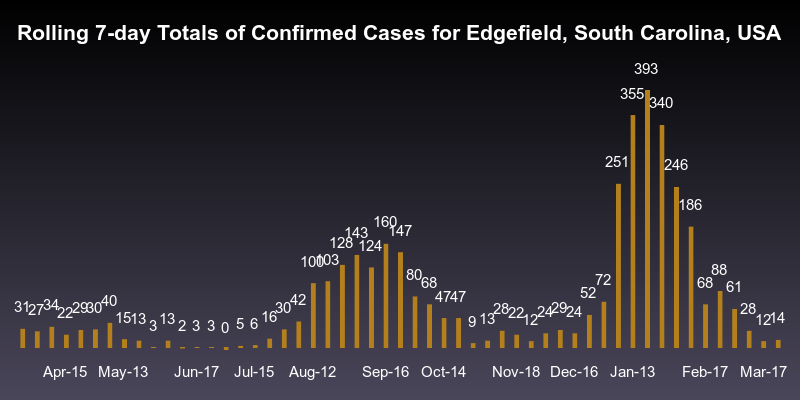 Rolling 7-day Totals of Confirmed Cases for Edgefield, South Carolina, USA
31 27 34 22 29 30 40 15 13 3 13 2 3 3 0 5 6 16 30 42 100 103 128 143 124 160 147 80 68 47 47 9 13 28 22 12 24 29 24 52 72 251 355 393 340 246 186 68 88 61 28 12 14
Apr-15 May-13 Jun-17 Jul-15 Aug-12 Sep-16 Oct-14 Nov-18 Dec-16 Jan-13 Feb-17 Mar-17